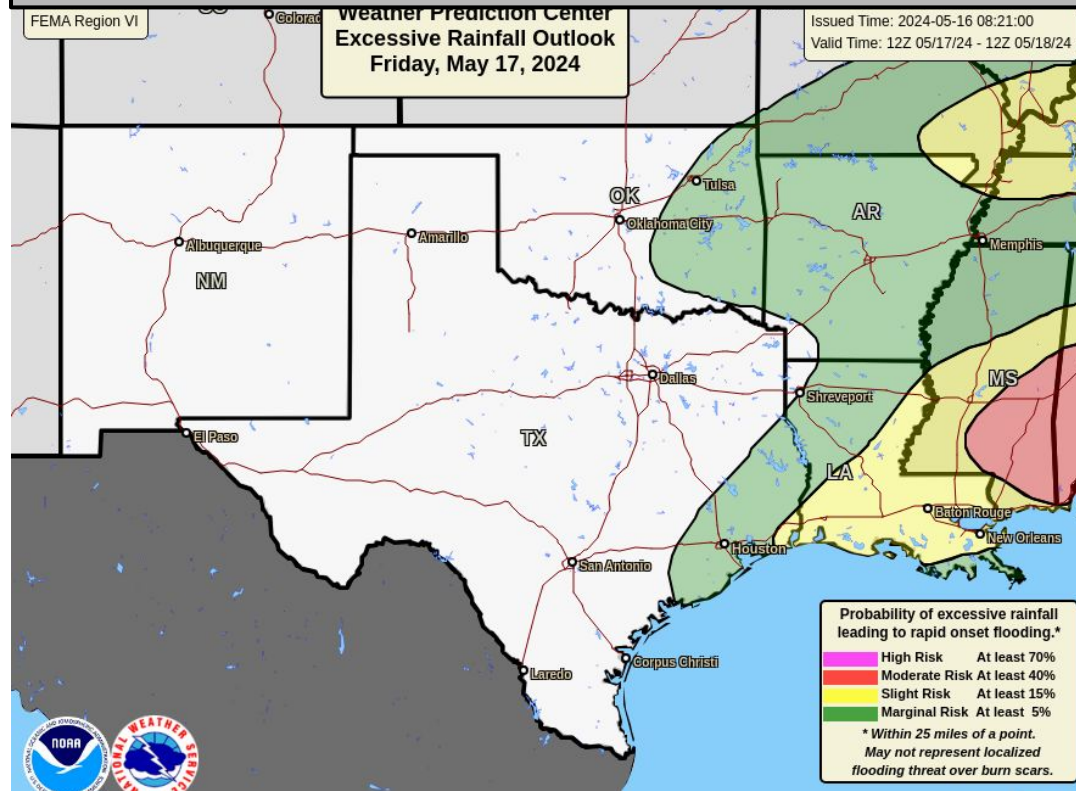 FEMA Region VI
Weather Prediction Center
Excessive Rainfall Outlook
Friday, May 17, 2024
Issued Time: 2024-05-16 08:21:00
Valid Time: 12Z 05/17/24 - 12Z 05/18/24
Tulsa
OK
Oklahoma City
AR
Amarillo
Albuquerque
Memphis
NM
Dallas
MS
Shreveport
El Paso
TX
LA
Baton Rouge
New Orleans
Houston
San Antonio
Corpus Christi
Laredo
Probability of excessive rainfall
leading to rapid onset flooding.*
High Risk At least 70%
Moderate Risk At least 40%
Slight Risk At least 15%
Marginal Risk At least 5%
* Within 25 miles of a point.
May not represent localized
flooding threat over burn scars.
NOAA